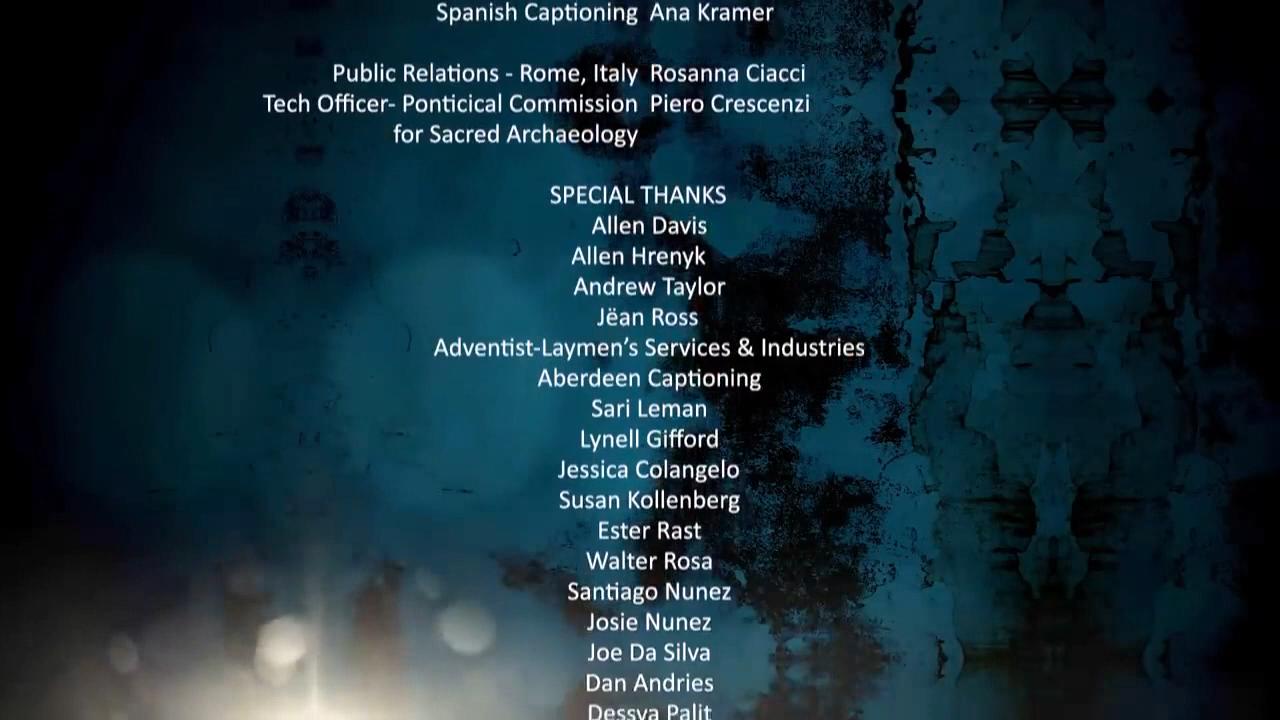 Spanish Captioning Ana Kramer
Public Relations - Rome, Italy Rosanna Ciacci
Tech Officer- Ponticical Commission Piero Crescenzi
for Sacred Archaeology
SPECIAL THANKS
Allen Davis
Allen Hrenyk
Andrew Taylor
Jëan Ross
Adventist-Laymen’s Services & Industries
Aberdeen Captioning
Sari Leman
Lynell Gifford
Jessica Colangelo
Susan Kollenberg
Ester Rast
Walter Rosa
Santiago Nunez
Josie Nunez
Joe Da Silva
Dan Andries
Dessya Palit